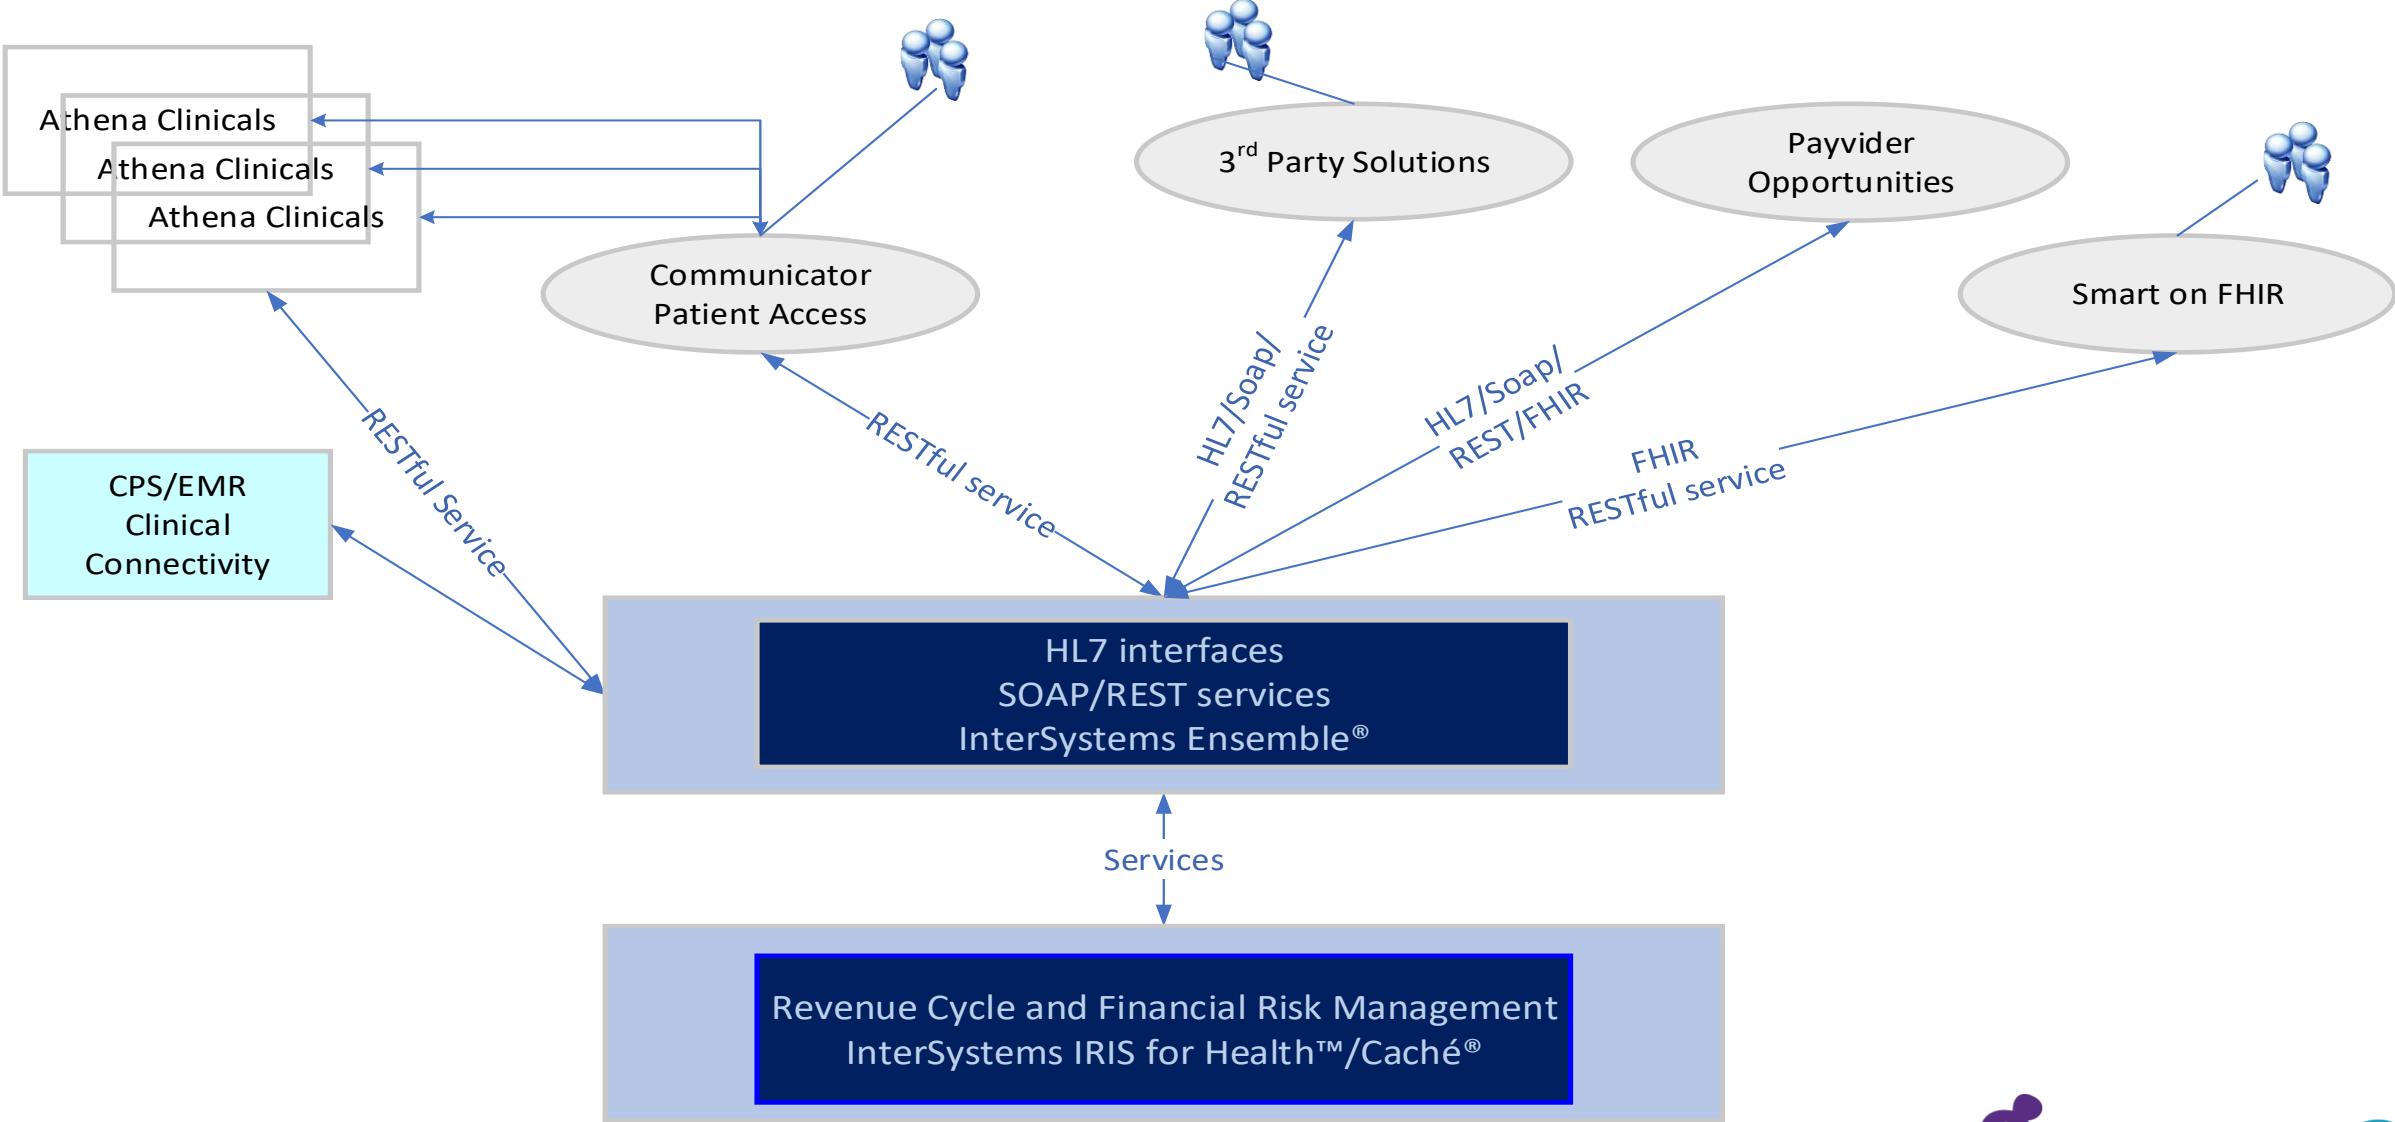 Athena Clinicals
Athena Clinicals
Athena Clinicals
Communicator
Patient Access
3rd Party Solutions
Payvider
Opportunities
Smart on FHIR
CPS/EMR
Clinical
Connectivity
RESTful Service
RESTful service
HL7/Soap/
RESTful service
HL7/Soap/
REST/FHIR
FHIR
RESTful service
HL7 interfaces
SOAP/REST services
InterSystems Ensemble®
Services
Revenue Cycle and Financial Risk Management
InterSystems IRIS for Health™/Caché®